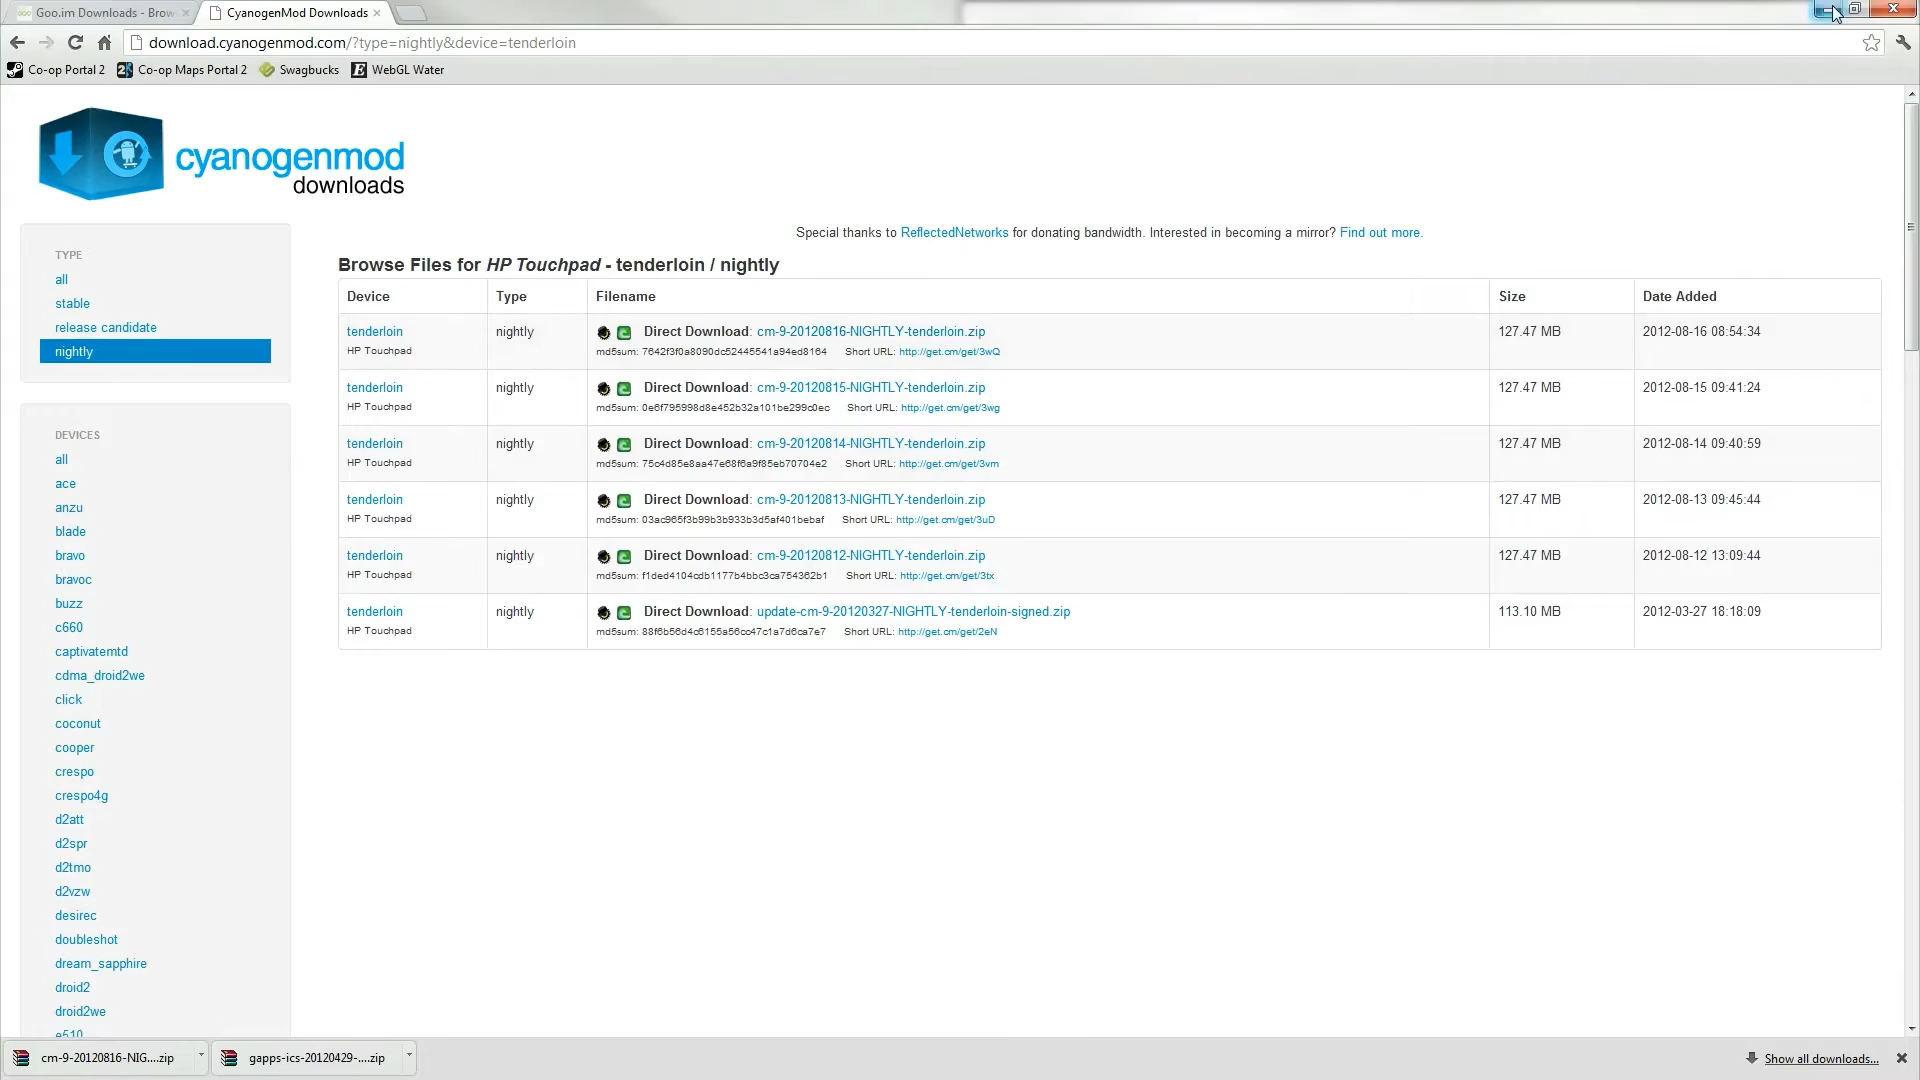 Goo.im Downloads - Brow
CyanogenMod Downloads
download.cyanogenmod.com/?type=nightly&device=tenderloin
Co-op Portal 2
Co-op Maps Portal 2
Swagbucks
WebGL Water
cyanogenmod
downloads
TYPE
all
stable
release candidate
nightly
DEVICES
all
ace
anzu
blade
bravo
bravoc
buzz
c660
captivatemtd
cdma_droid2we
click
coconut
cooper
crespo
crespo4g
d2att
d2spr
d2tmo
d2vzw
desirec
doubleshot
dream_sapphire
droid2
droid2we
e510
Special thanks to ReflectedNetworks for donating bandwidth. Interested in becoming a mirror? Find out more.
Browse Files for HP Touchpad - tenderloin / nightly
Device Type Filename Size Date Added
tenderloin nightly Direct Download: cm-9-20120816-NIGHTLY-tenderloin.zip 127.47 MB 2012-08-16 08:54:34
HP Touchpad md5sum: 7642f3f0a8090dc52445541a94ed8164 Short URL: http://get.cm/get/3wQ
tenderloin nightly Direct Download: cm-9-20120815-NIGHTLY-tenderloin.zip 127.47 MB 2012-08-15 09:41:24
HP Touchpad md5sum: 0e6f795998d8e452b32a101be299c0ec Short URL: http://get.cm/get/3wg
tenderloin nightly Direct Download: cm-9-20120814-NIGHTLY-tenderloin.zip 127.47 MB 2012-08-14 09:40:59
HP Touchpad md5sum: 75c4d85e8aa47e68f6a9f85eb70704e2 Short URL: http://get.cm/get/3vm
tenderloin nightly Direct Download: cm-9-20120813-NIGHTLY-tenderloin.zip 127.47 MB 2012-08-13 09:45:44
HP Touchpad md5sum: 03ac965f3b99b3b933b3d5af401bebaf Short URL: http://get.cm/get/3uD
tenderloin nightly Direct Download: cm-9-20120812-NIGHTLY-tenderloin.zip 127.47 MB 2012-08-12 13:09:44
HP Touchpad md5sum: f1ded4104cdb1177b4bbc3ca754362b1 Short URL: http://get.cm/get/3tx
tenderloin nightly Direct Download: update-cm-9-20120327-NIGHTLY-tenderloin-signed.zip 113.10 MB 2012-03-27 18:18:09
HP Touchpad md5sum: 88f6b56d4c6155a56cc47c1a7d6ca7e7 Short URL: http://get.cm/get/2eN
cm-9-20120816-NIG....zip
gapps-ics-20120429-....zip
Show all downloads...